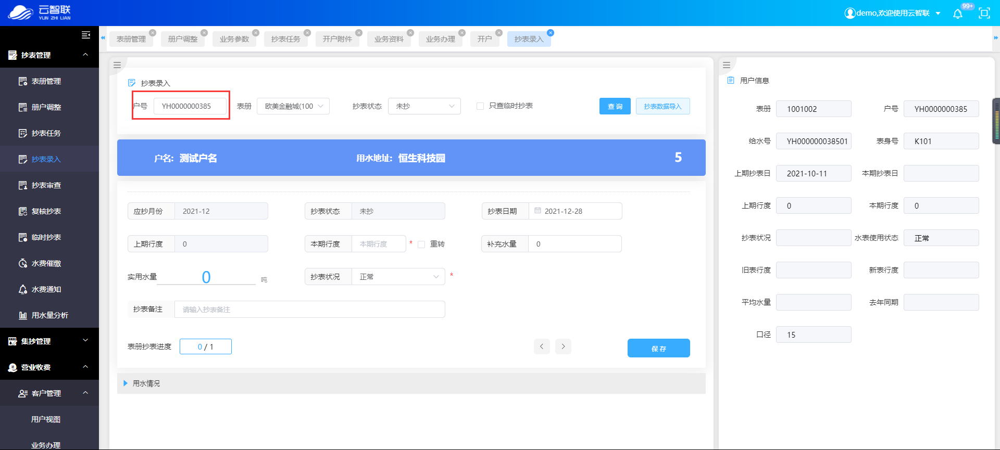 云智联
YUN ZHI LIAN
demo,欢迎使用云智联
99+
抄表管理
表册管理
册户调整
抄表任务
抄表录入
抄表审查
复核抄表
临时抄表
水费催缴
水费通知
用水量分析
集抄管理
营业收费
客户管理
用户视图
业务办理
表册管理 册户调整 业务参数 抄表任务 开户附件 业务资料 业务办理 开户 抄表录入
抄表录入
户号 YH0000000385 表册 欧美金融城(100 抄表状态 未抄 只查临时抄表 查询 抄表数据导入
户名: 测试户名 用水地址: 恒生科技园 5
应抄月份 2021-12 抄表状态 未抄 抄表日期 2021-12-28
上期行度 0 本期行度 本期行度 * 重转 补充水量 0
实用水量 0 吨 抄表状况 正常 *
抄表备注 请输入抄表备注
表册抄表进度 0 / 1 < > 保存
用水情况
用户信息
表册 1001002 户号 YH0000000385
给水号 YH000000038501 表身号 K101
上期抄表日 2021-10-11 本期抄表日
上期行度 0 本期行度 0
抄表状况 水表使用状态 正常
旧表行度 新表行度
平均水量 去年同期
口径 15